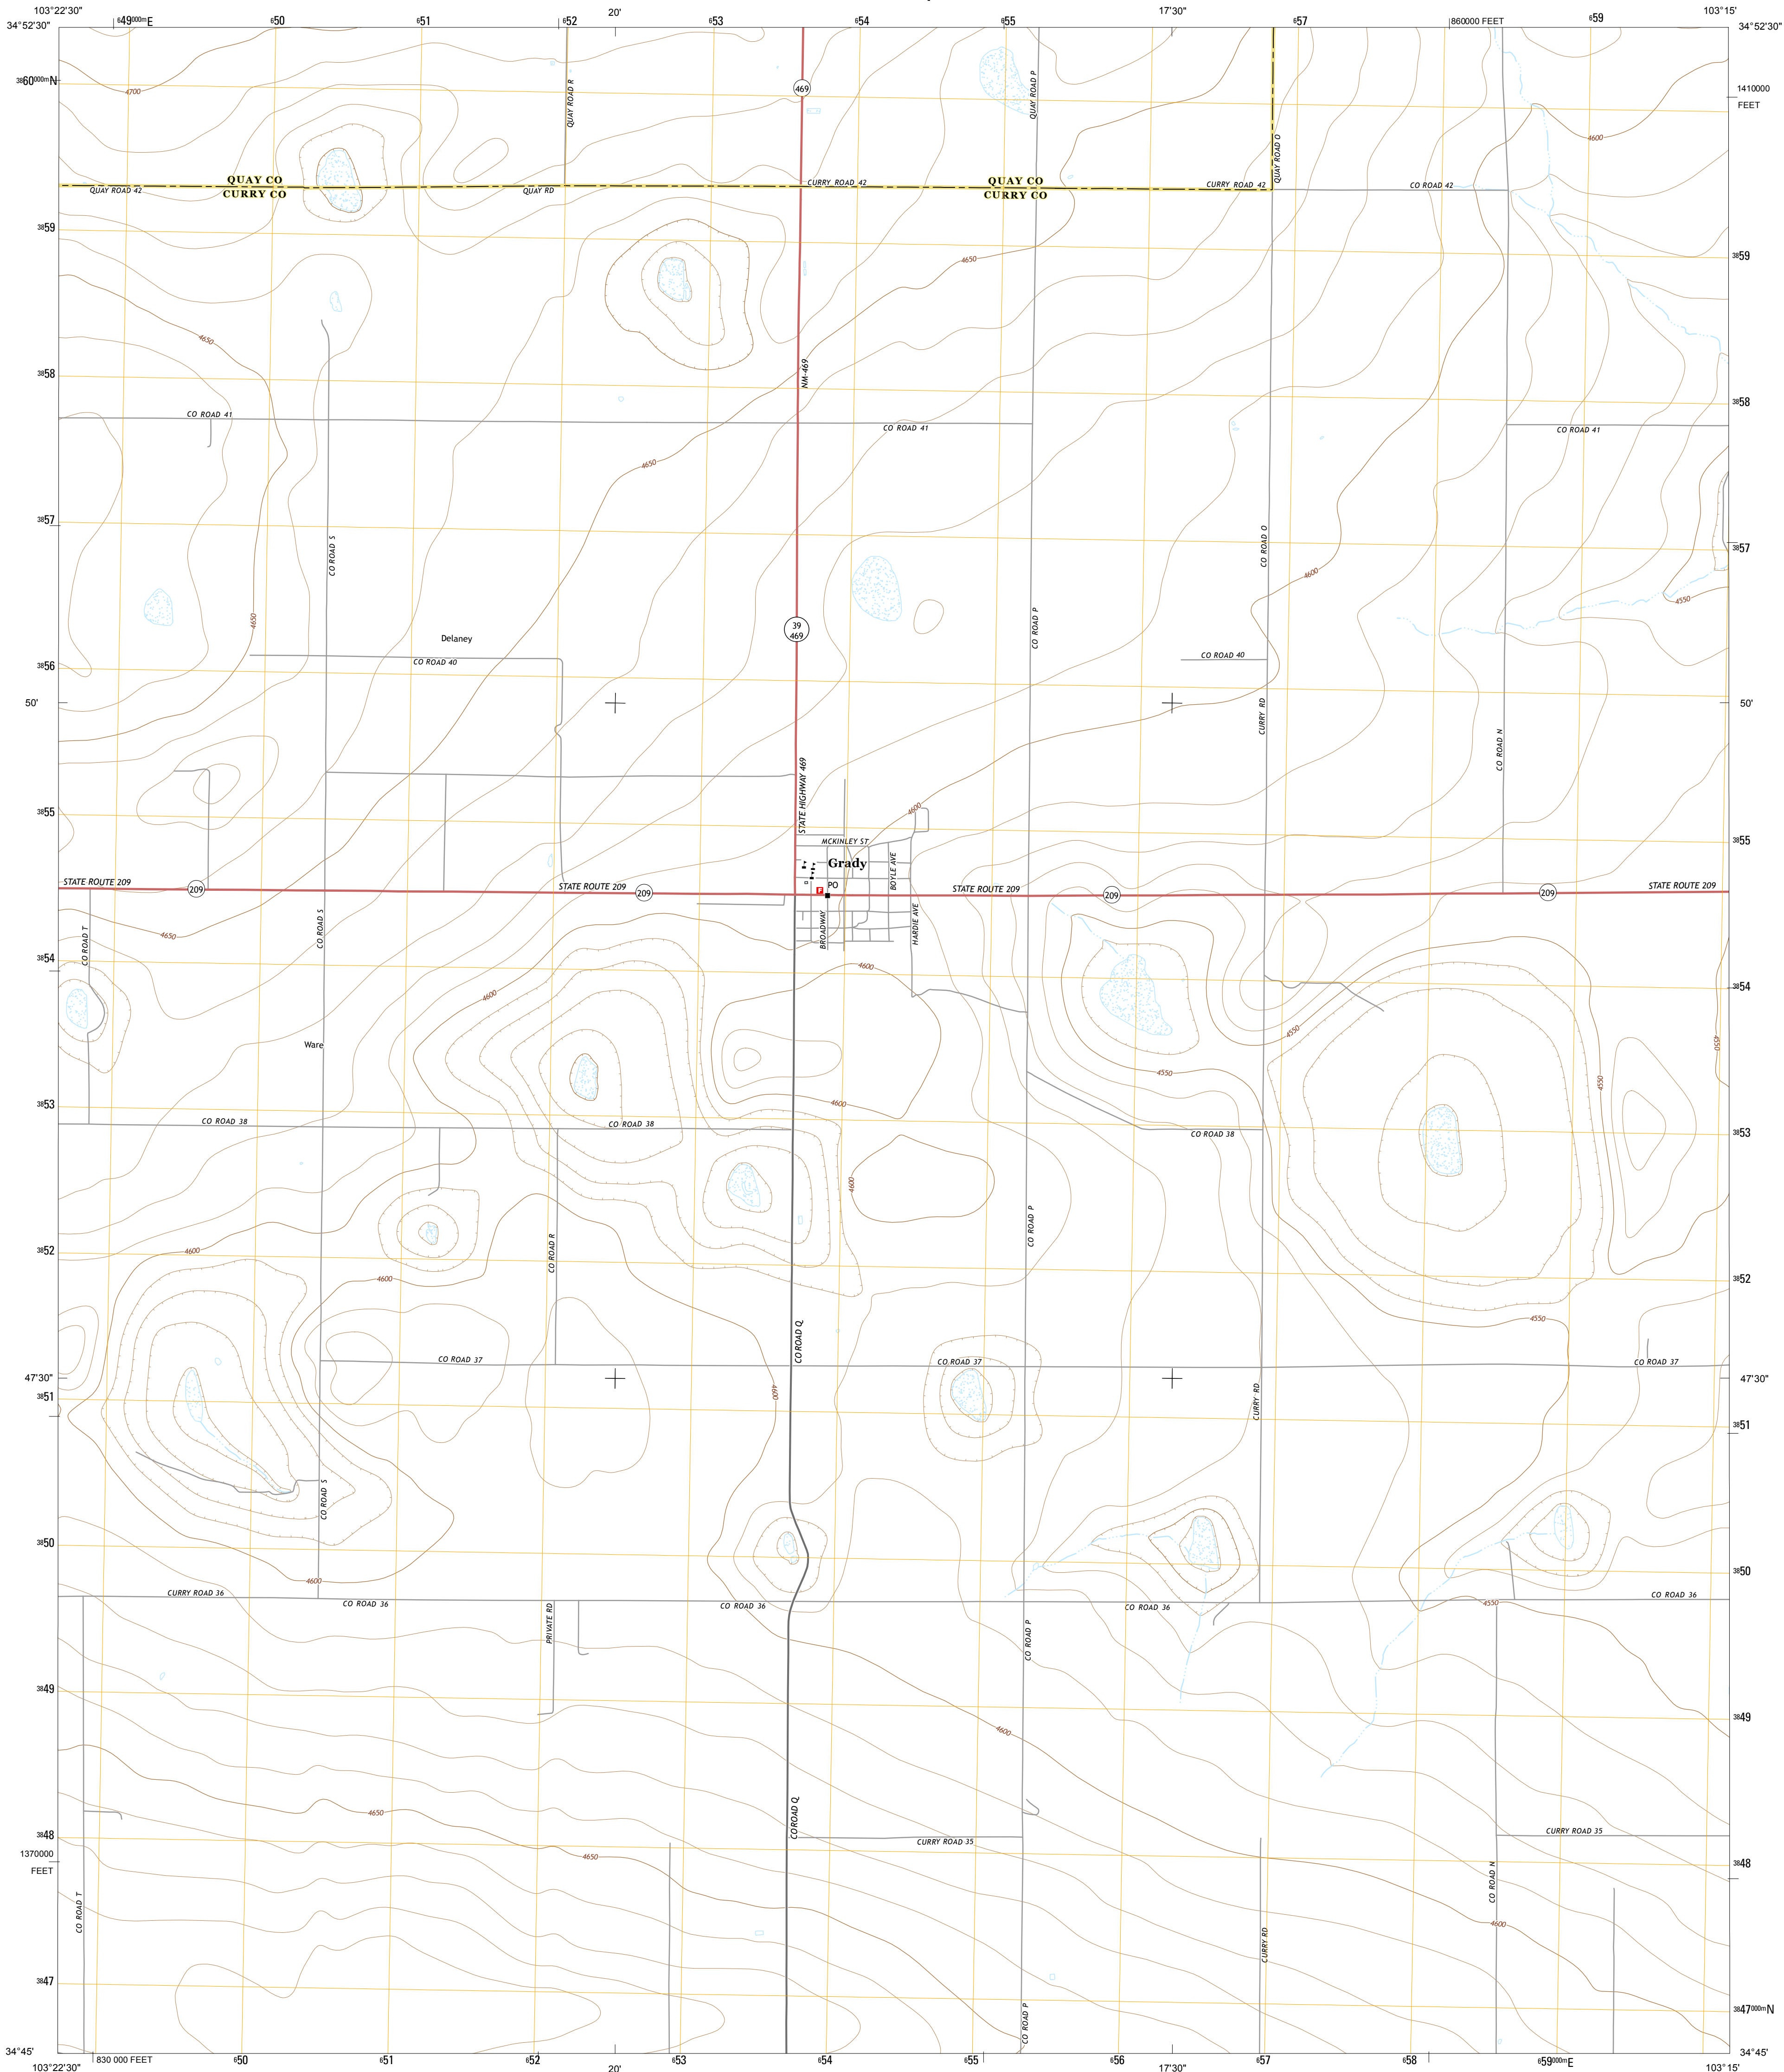 103°22'30"
⁶49⁰⁰⁰ᵐE
⁶50
⁶51
⁶52
20'
⁶53
⁶54
⁶55
17'30"
⁶57
860000 FEET
⁶59
103°15'
34°52'30"
34°52'30"
³⁸60⁰⁰⁰ᵐN
4700
QUAY ROAD R
469
QUAY ROAD P
1410000
FEET
4600
QUAY ROAD O
QUAY CO
CURRY CO
QUAY ROAD 42
QUAY RD
CURRY ROAD 42
QUAY CO
CURRY CO
CURRY ROAD 42
CO ROAD 42
³⁸59
4650
³⁸59
4650
NM-469
³⁸58
³⁸58
CO ROAD 41
CO ROAD 41
CO ROAD 41
4650
³⁸57
CO ROAD S
CO ROAD O
³⁸57
4600
4550
4650
39
469
CO ROAD P
Delaney
CO ROAD 40
CO ROAD 40
³⁸56
³⁸56
50'
CURRY RD
50'
CO ROAD N
STATE HIGHWAY 469
³⁸55
4600
³⁸55
MCKINLEY ST
Grady
BOYLE AVE
F
PO
STATE ROUTE 209
209
STATE ROUTE 209
209
STATE ROUTE 209
209
209
STATE ROUTE 209
CO ROAD T
4650
CO ROAD S
BROADWAY
HARDIE AVE
³⁸54
4600
4600
³⁸54
4550
4550
Ware
4550
4550
³⁸53
4600
CO ROAD 38
CO ROAD 38
CO ROAD 38
³⁸53
4600
CO ROAD P
CO ROAD R
³⁸52
4600
4600
³⁸52
CO ROAD Q
4550
CO ROAD 37
CO ROAD 37
CO ROAD 37
47'30"
47'30"
³⁸51
4600
CURRY RD
³⁸51
CO ROAD S
³⁸50
4600
³⁸50
CURRY ROAD 36
CO ROAD 36
CO ROAD 36
CO ROAD 36
4550
CO ROAD 36
PRIVATE RD
CO ROAD P
³⁸49
4600
³⁸49
4650
CO ROAD Q
³⁸48
CURRY ROAD 35
CURRY ROAD 35
1370000
FEET
4650
³⁸48
CO ROAD T
CO ROAD N
4600
CURRY RD
³⁸47
CO ROAD P
³⁸47⁰⁰⁰ᵐN
34°45'
34°45'
103°22'30"
830 000 FEET
⁶50
⁶51
⁶52
20'
⁶53
⁶54
⁶55
⁶56
17'30"
⁶57
⁶58
⁶59⁰⁰⁰ᵐE
103°15'